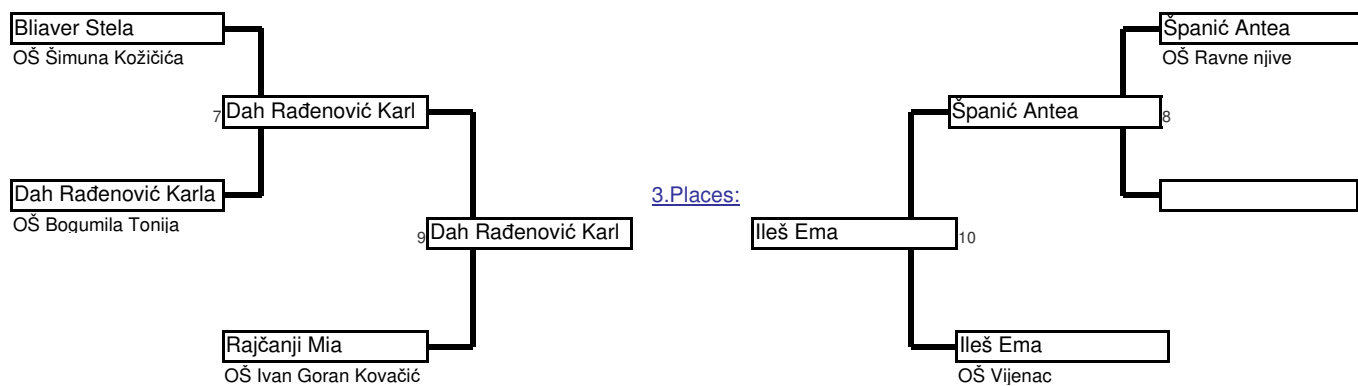 Bliaver Stela
OŠ Šimuna Kožičića
7
Dah Rađenović Karl
Dah Rađenović Karla
OŠ Bogumila Tonija
9
Dah Rađenović Karl
Rajčanji Mia
OŠ Ivan Goran Kovačić
3.Places:
Španić Antea
OŠ Ravne njive
Španić Antea
8
Ileš Ema
10
Ileš Ema
OŠ Vijenac